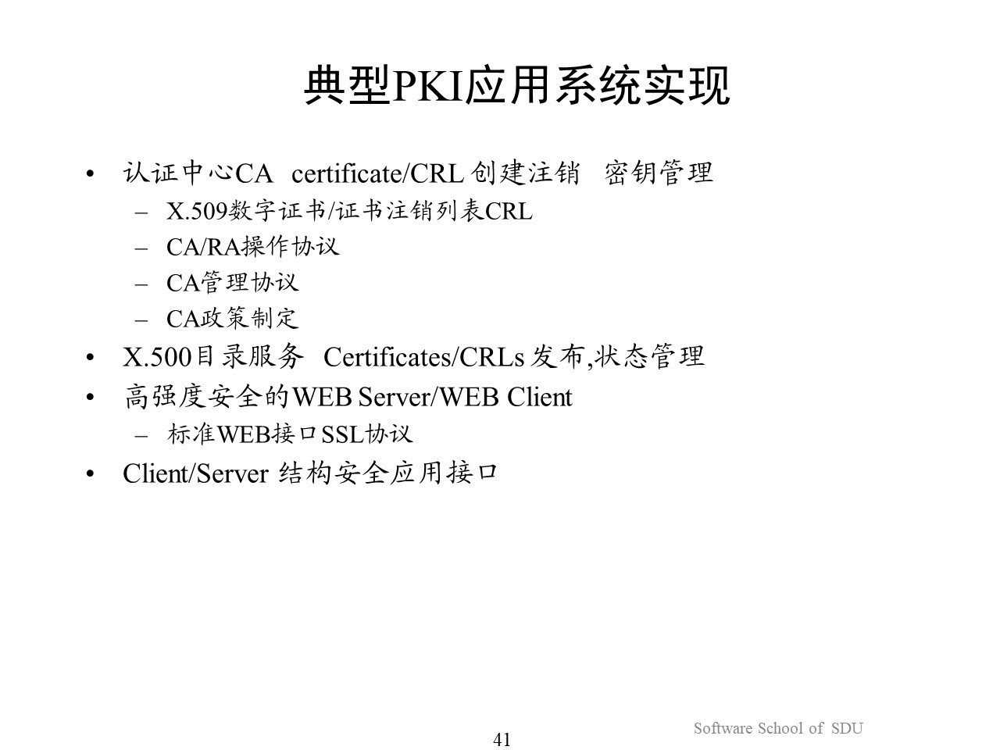 典型PKI应用系统实现
• 认证中心CA certificate/CRL 创建注销 密钥管理
– X.509数字证书/证书注销列表CRL
– CA/RA操作协议
– CA管理协议
– CA政策制定
• X.500目录服务 Certificates/CRLs 发布,状态管理
• 高强度安全的WEB Server/WEB Client
– 标准WEB接口SSL协议
• Client/Server 结构安全应用接口
Software School of SDU
41